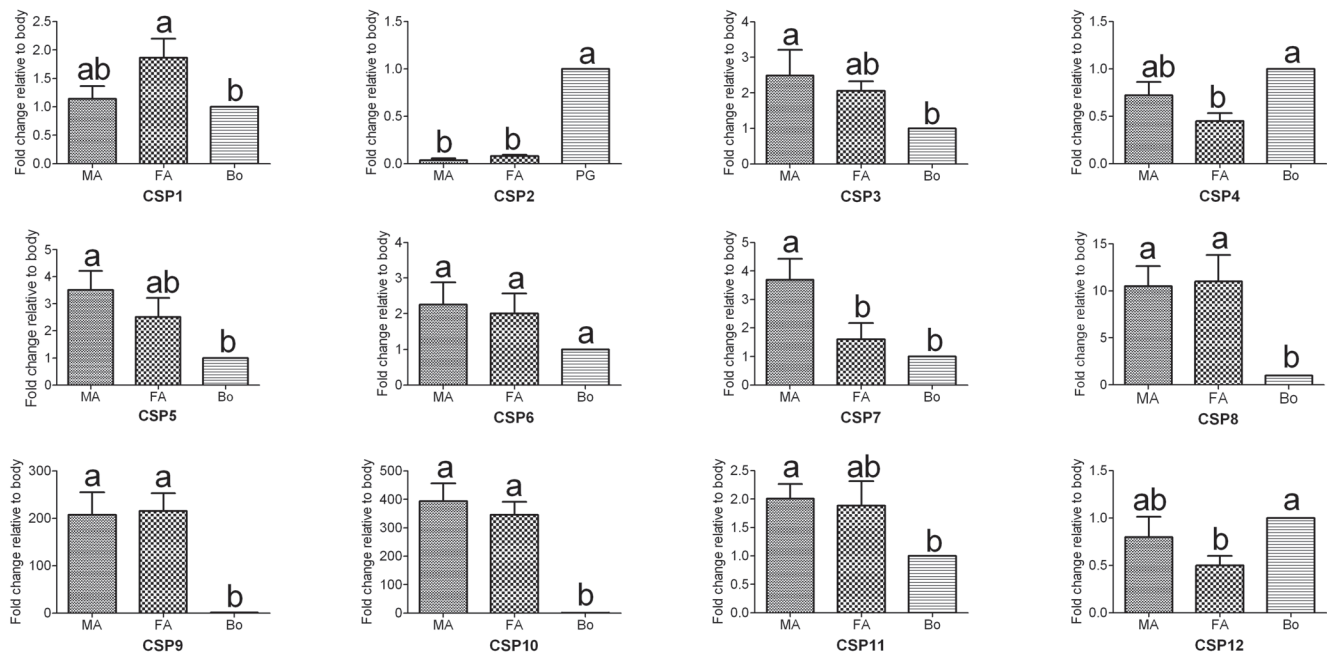 Fold change relative to body
2.5
2.0
1.5
1.0
0.5
0.0
ab
a
b
MA
FA
Bo
CSP1
Fold change relative to body
1.5
1.0
0.5
0.0
b
b
a
MA
FA
PG
CSP2
Fold change relative to body
4
3
2
1
0
a
ab
b
MA
FA
Bo
CSP3
Fold change relative to body
1.5
1.0
0.5
0.0
ab
b
a
MA
FA
Bo
CSP4
Fold change relative to body
5
4
3
2
1
0
a
ab
b
MA
FA
Bo
CSP5
Fold change relative to body
4
3
2
1
0
a
a
a
MA
FA
Bo
CSP6
Fold change relative to body
5
4
3
2
1
0
a
b
b
MA
FA
Bo
CSP7
Fold change relative to body
15
10
5
0
a
a
b
MA
FA
Bo
CSP8
Fold change relative to body
300
200
100
0
a
a
b
MA
FA
Bo
CSP9
Fold change relative to body
500
400
300
200
100
0
a
a
b
MA
FA
Bo
CSP10
Fold change relative to body
2.5
2.0
1.5
1.0
0.5
0.0
a
ab
b
MA
FA
Bo
CSP11
Fold change relative to body
1.5
1.0
0.5
0.0
ab
b
a
MA
FA
Bo
CSP12